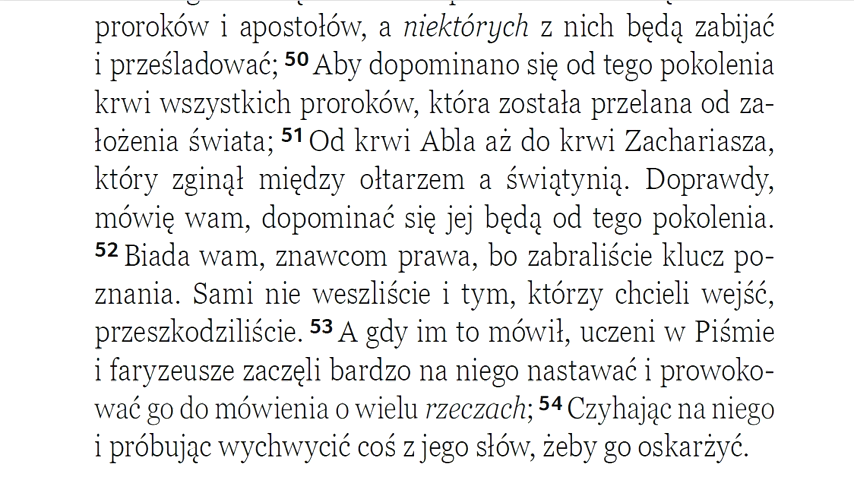 proroków i apostołów, a niektórych z nich będą zabijać
i prześladować; 50 Aby dopominano się od tego pokolenia
krwi wszystkich proroków, która została przelana od za-
łożenia świata; 51 Od krwi Abla aż do krwi Zachariasza,
który zginął między ołtarzem a świątynią. Doprawdy,
mówię wam, dopominać się jej będą od tego pokolenia.
52 Biada wam, znawcom prawa, bo zabraliście klucz po-
znania. Sami nie weszliście i tym, którzy chcieli wejść,
przeszkodziliście. 53 A gdy im to mówił, uczeni w Piśmie
i faryzeusze zaczęli bardzo na niego nastawać i prowoko-
wać go do mówienia o wielu rzeczach; 54 Czyhając na niego
i próbując wychwycić coś z jego słów, żeby go oskarżyć.